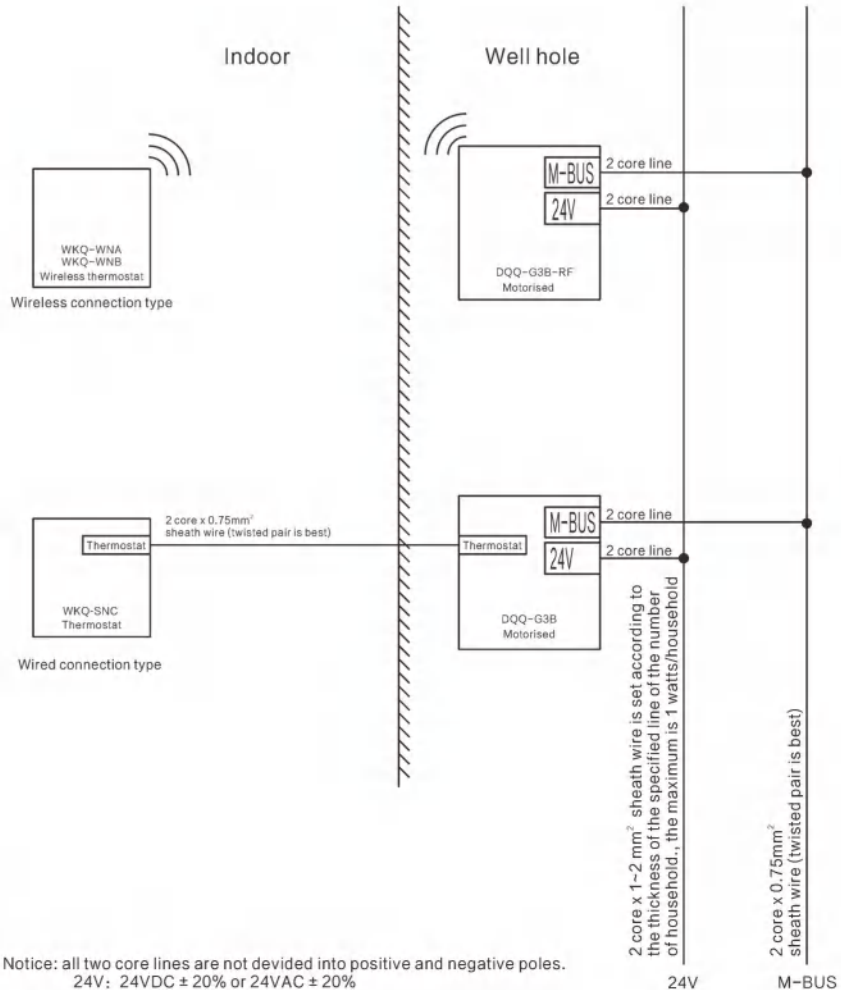 Indoor
Well hole
WKQ-WNA
WKQ-WNB
Wireless thermostat
Wireless connection type
M-BUS
2 core line
24V
2 core line
DQQ-G3B-RF
Motorised
Thermostat
WKQ-SNC
Thermostat
Wired connection type
2 core x 0.75mm²
sheath wire (twisted pair is best)
Thermostat
M-BUS
2 core line
24V
2 core line
DQQ-G3B
Motorised
2 core x 1~2 mm² sheath wire is set according to
the thickness of the specified line of the number
of household., the maximum is 1 watts/household
2 core x 0.75mm²
sheath wire (twisted pair is best)
Notice: all two core lines are not devided into positive and negative poles.
24V: 24VDC ± 20% or 24VAC ± 20%
24V
M-BUS